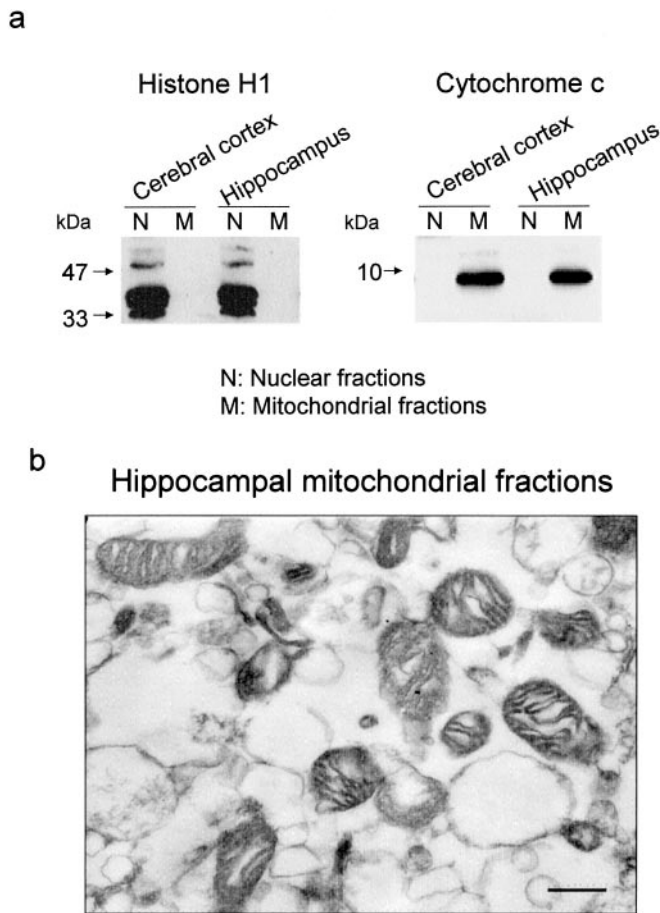 a
Histone H1
Cerebral cortex
Hippocampus
kDa
N M N M
47
33
Cytochrome c
Cerebral cortex
Hippocampus
kDa
N M N M
10
N: Nuclear fractions
M: Mitochondrial fractions
b
Hippocampal mitochondrial fractions